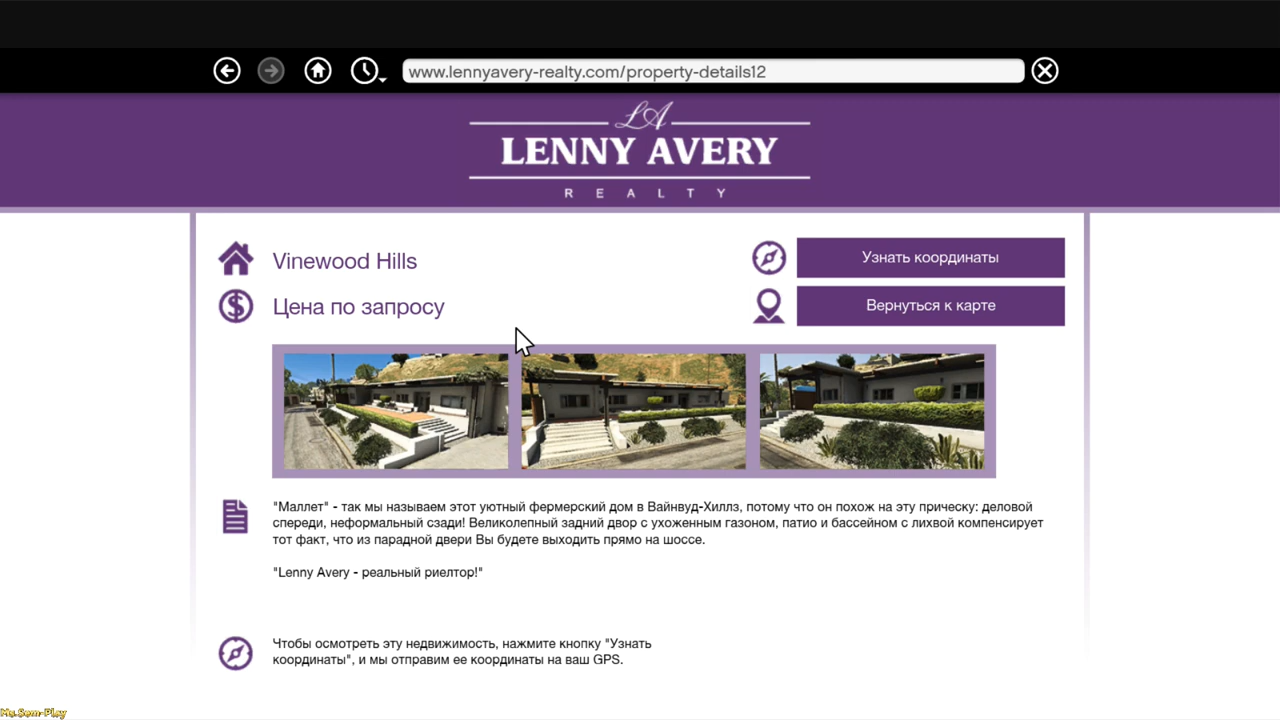 www.lennyavery-realty.com/property-details12
LA
LENNY AVERY
REALTY
Vinewood Hills
Узнать координаты
Цена по запросу
Вернуться к карте
"Маллет" - так мы называем этот уютный фермерский дом в Вайнвуд-Хиллз, потому что он похож на эту прическу: деловой
спереди, неформальный сзади! Великолепный задний двор с ухоженным газоном, патио и бассейном с лихвой компенсирует
тот факт, что из парадной двери Вы будете выходить прямо на шоссе.
"Lenny Avery - реальный риелтор!"
Чтобы осмотреть эту недвижимость, нажмите кнопку "Узнать
координаты", и мы отправим ее координаты на ваш GPS.
Ms.Sam-Play